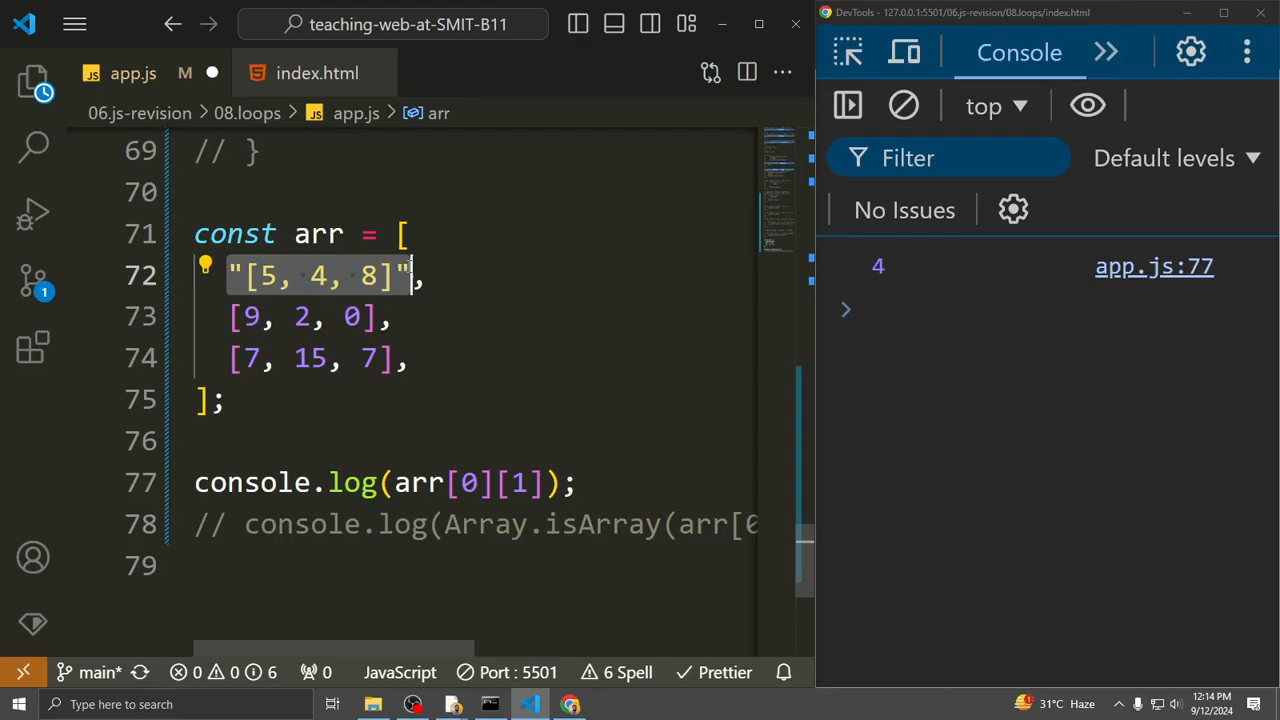 teaching-web-at-SMIT-B11
DevTools - 127.0.0.1:5501/06.js-revision/08.loops/index.html
JS app.js M
index.html
Console
06.js-revision > 08.loops > JS app.js > arr
top
Filter
Default levels
No Issues
4 app.js:77
69 // }
70
71 const arr = [
72 "[5, 4, 8]",
73 [9, 2, 0],
74 [7, 15, 7],
75 ];
76
77 console.log(arr[0][1]);
78 // console.log(Array.isArray(arr[0
79
main* 0 0 6 0 JavaScript Port : 5501 6 Spell Prettier
Type here to search
31°C Haze
12:14 PM
9/12/2024